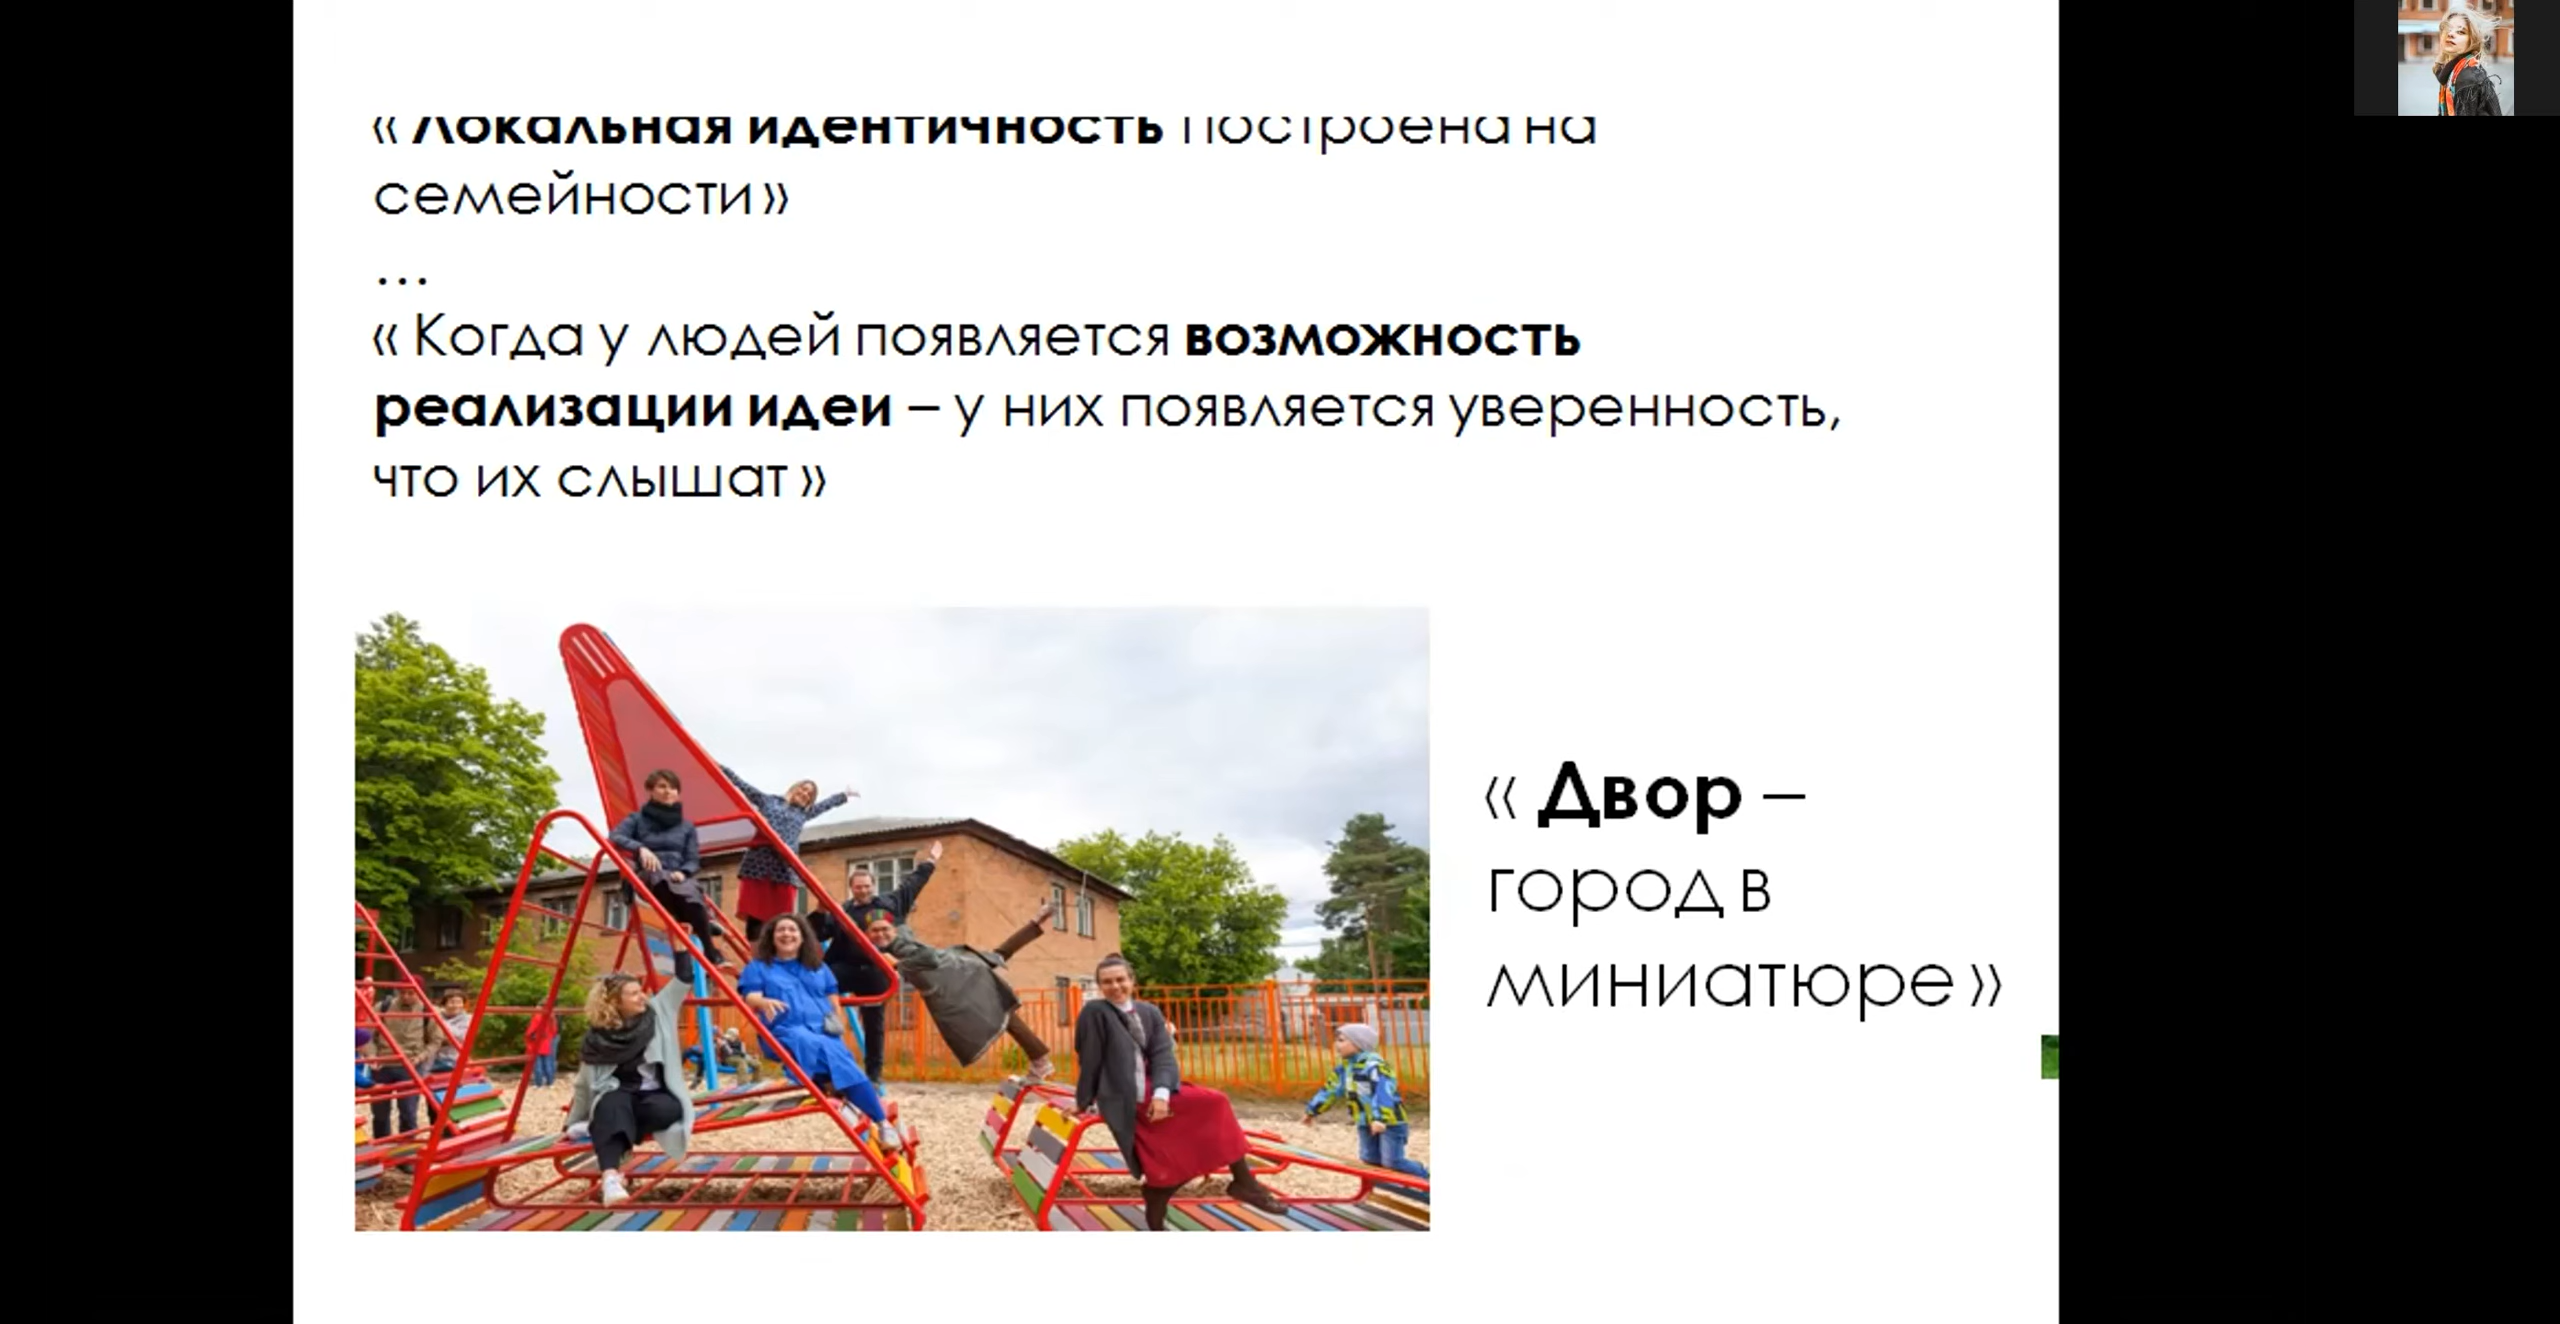 « Локальная идентичность построена на
семейности»
...
« Когда у людей появляется возможность
реализации идеи – у них появляется уверенность,
что их слышат »
« Двор –
город в
миниатюре»